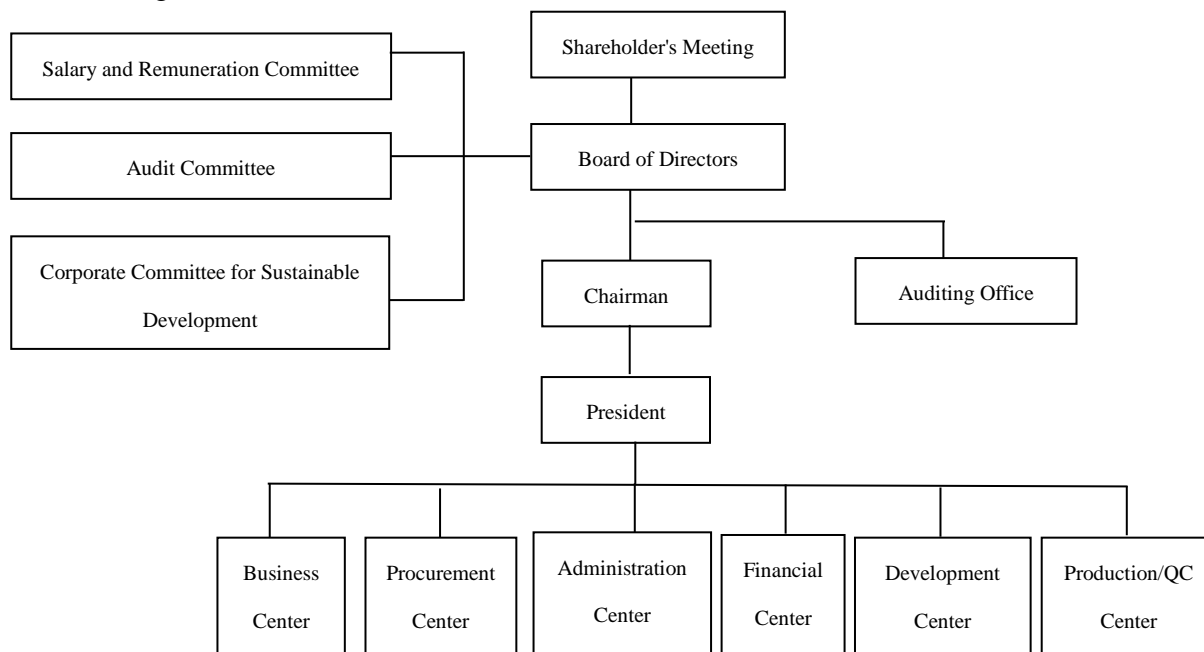 Shareholder's Meeting
Salary and Remuneration Committee
Board of Directors
Audit Committee
Corporate Committee for Sustainable
Development
Chairman
Auditing Office
President
Business
Center
Procurement
Center
Administration
Center
Financial
Center
Development
Center
Production/QC
Center